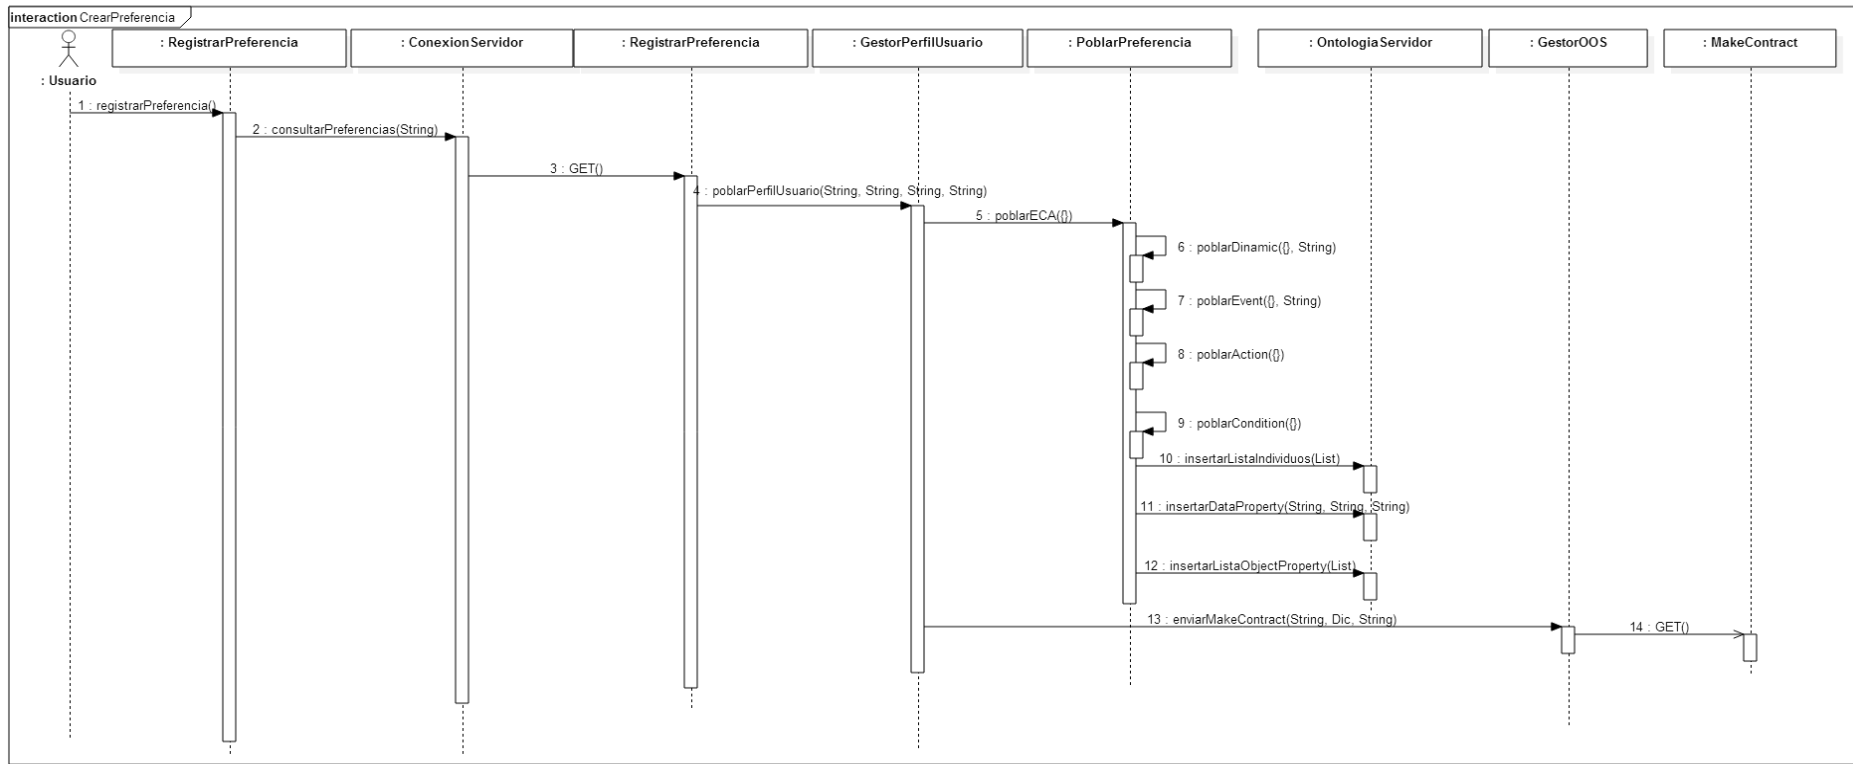 interaction CrearPreferencia
: Usuario
: RegistrarPreferencia
: ConexionServidor
: RegistrarPreferencia
: GestorPerfilUsuario
: PoblarPreferencia
: OntologiaServidor
: GestorOOS
: MakeContract
1 : registrarPreferencia()
2 : consultarPreferencias(String)
3 : GET()
4 : poblarPerfilUsuario(String, String, String, String)
5 : poblarECA({})
6 : poblarDinamic({}, String)
7 : poblarEvent({}, String)
8 : poblarAction({})
9 : poblarCondition({})
10 : insertarListaIndividuos(List)
11 : insertarDataProperty(String, String, String)
12 : insertarListaObjectProperty(List)
13 : enviarMakeContract(String, Dic, String)
14 : GET()